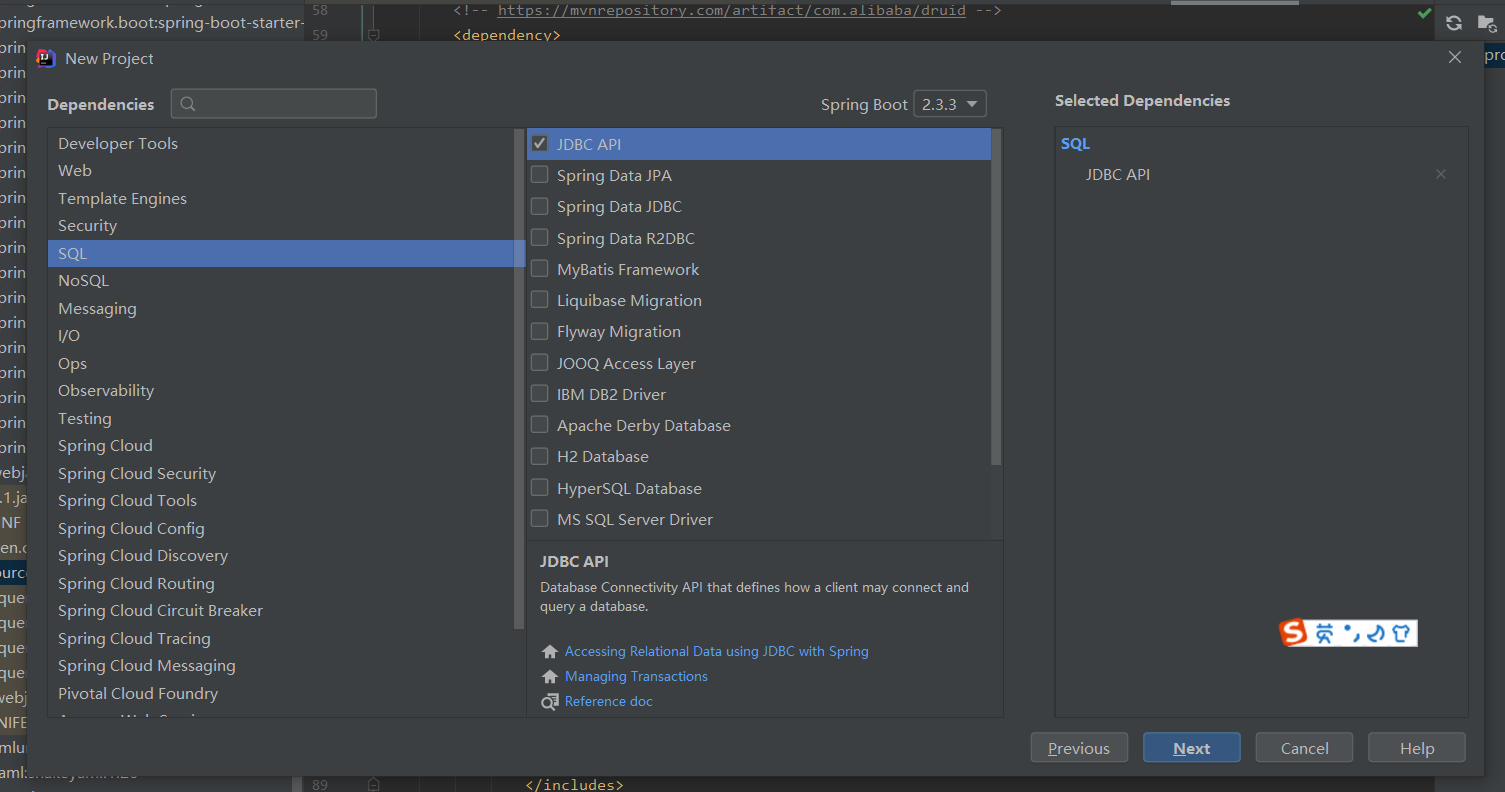 pringframework.boot:spring-boot-starter-
58 <!-- https://mvnrepository.com/artifact/com.alibaba/druid -->
59 <dependency>
New Project
Dependencies
Spring Boot 2.3.3
Selected Dependencies
Developer Tools
Web
Template Engines
Security
SQL
NoSQL
Messaging
I/O
Ops
Observability
Testing
Spring Cloud
Spring Cloud Security
Spring Cloud Tools
Spring Cloud Config
Spring Cloud Discovery
Spring Cloud Routing
Spring Cloud Circuit Breaker
Spring Cloud Tracing
Spring Cloud Messaging
Pivotal Cloud Foundry
JDBC API
Spring Data JPA
Spring Data JDBC
Spring Data R2DBC
MyBatis Framework
Liquibase Migration
Flyway Migration
JOOQ Access Layer
IBM DB2 Driver
Apache Derby Database
H2 Database
HyperSQL Database
MS SQL Server Driver
JDBC API
Database Connectivity API that defines how a client may connect and
query a database.
Accessing Relational Data using JDBC with Spring
Managing Transactions
Reference doc
SQL
JDBC API
S英
Previous
Next
Cancel
Help
89 </includes>